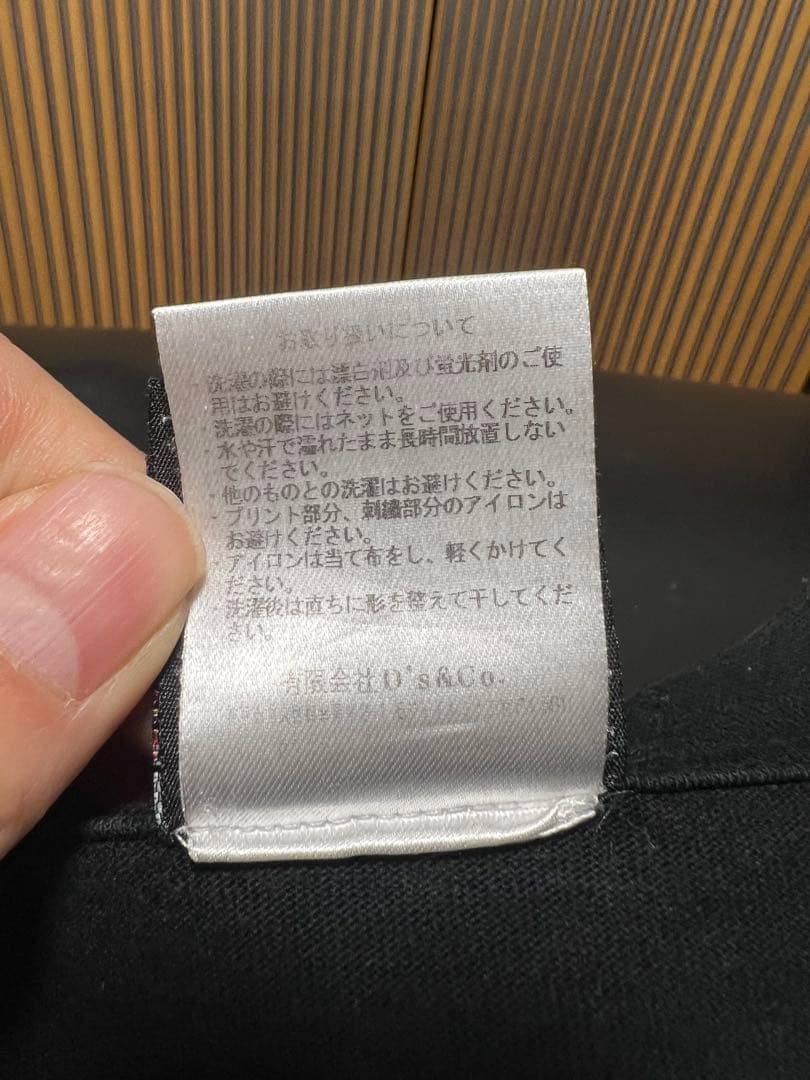 お取り扱いについて
洗濯の際には漂白剤及び蛍光剤のご使
用はお避けください。
洗濯の際にはネットをご使用ください。
・水や汗で濡れたまま長時間放置しない
でください。
・他のものとの洗濯はお避けください。
・プリント部分、刺繍部分のアイロンは
お避けください。
・アイロンは当て布をし、軽くかけてく
ださい。
・洗濯後は直ちに形を整えて干してくだ
さい。
有限会社 D's&Co.